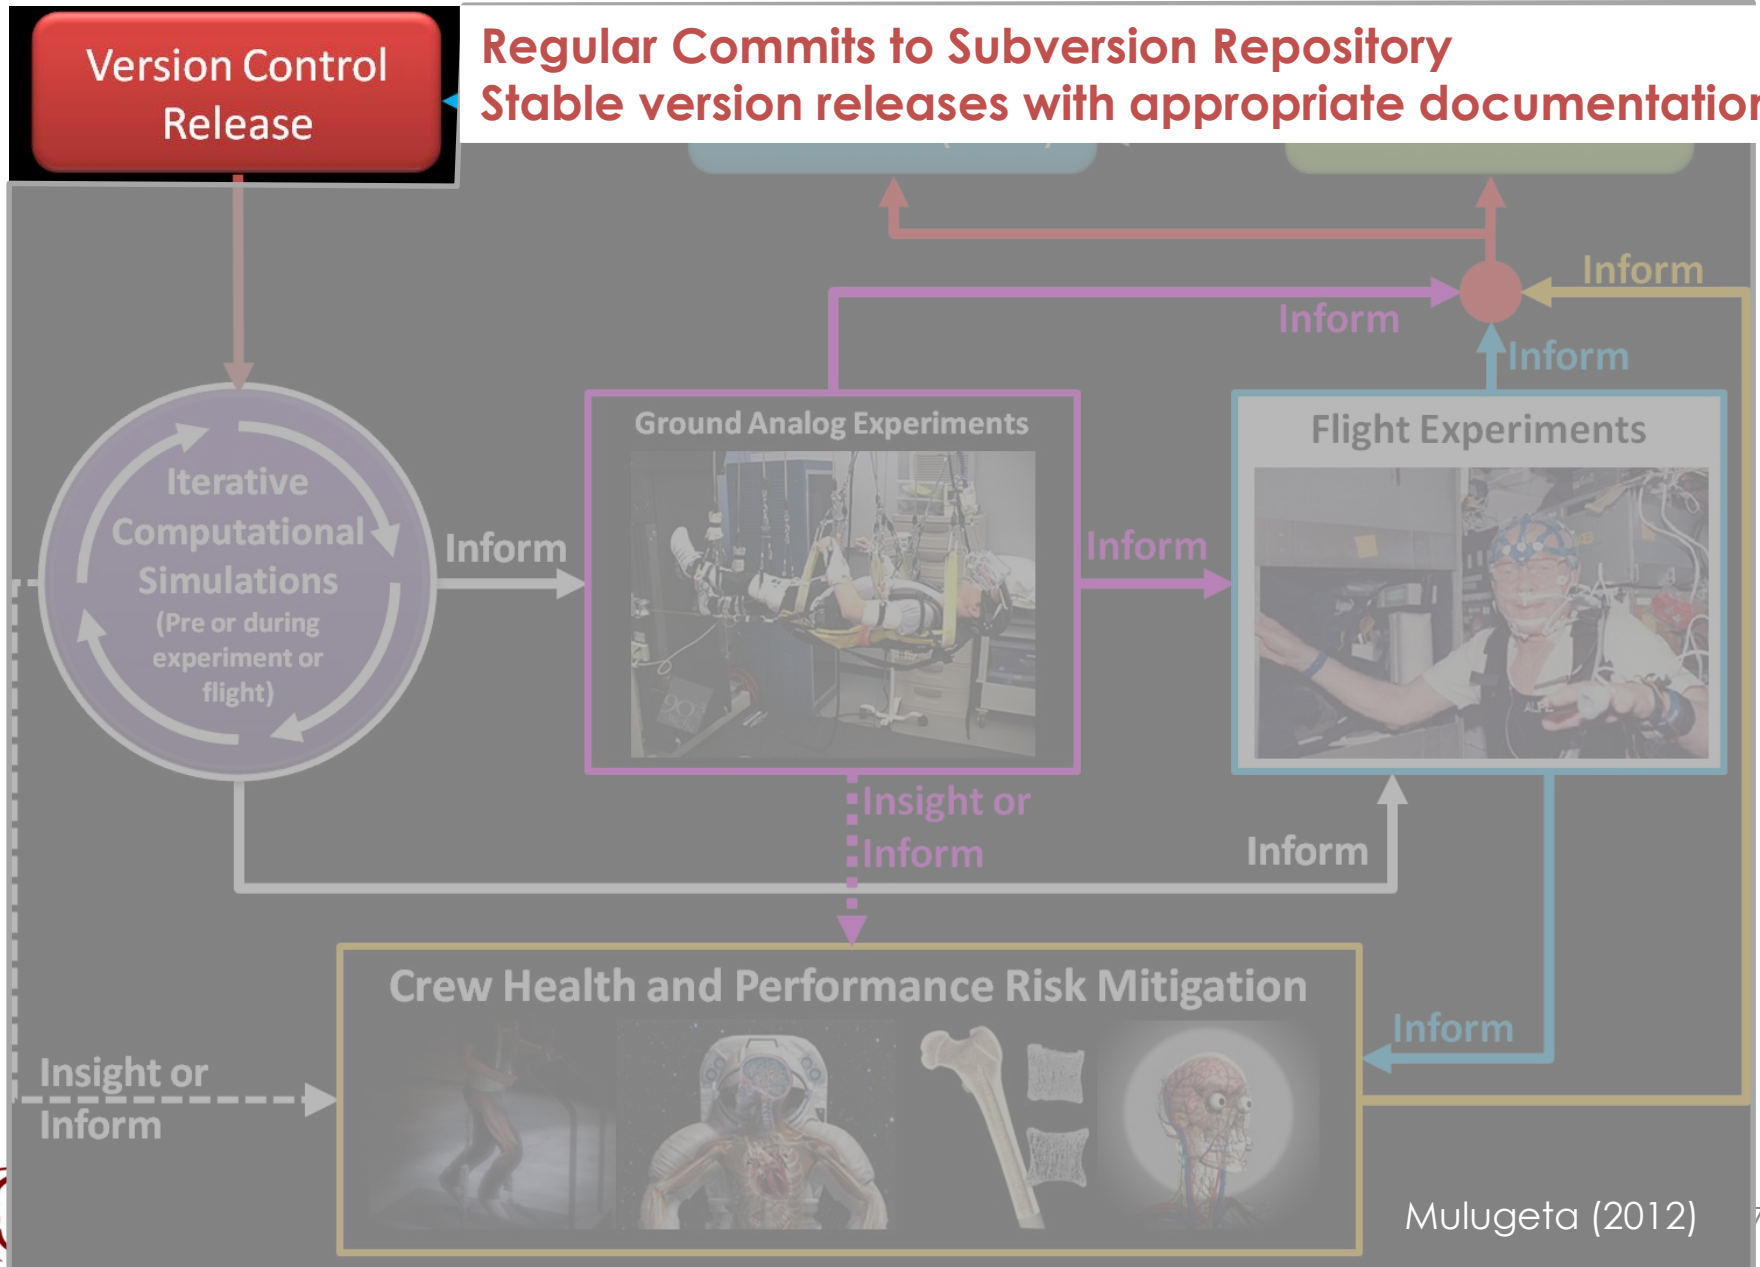 Version Control
Release
Regular Commits to Subversion Repository
Stable version releases with appropriate documentation
Inform
Inform
Inform
Ground Analog Experiments
Flight Experiments
Iterative
Computational
Simulations
(Pre or during
experiment or
flight)
Inform
Inform
Insight or
Inform
Inform
Crew Health and Performance Risk Mitigation
Inform
Insight or
Inform
Mulugeta (2012)